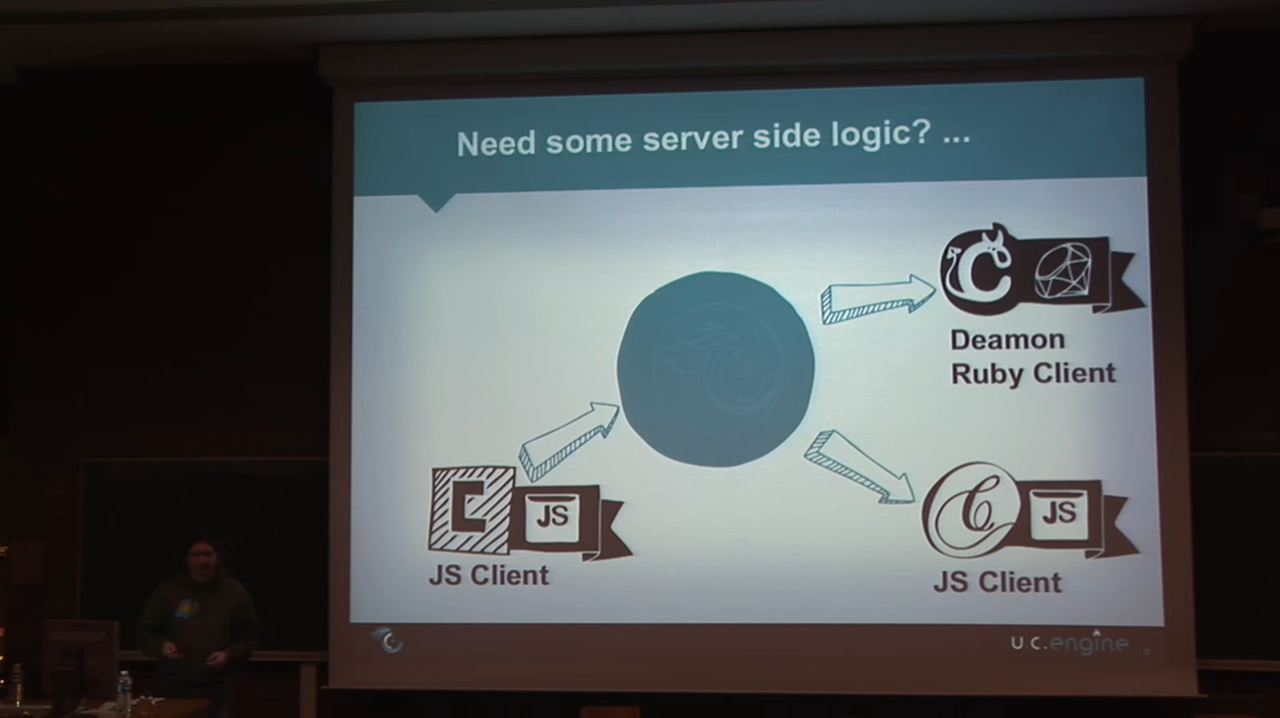 Need some server side logic? ...
Deamon
Ruby Client
JS
JS Client
JS
JS Client
u.c.engine